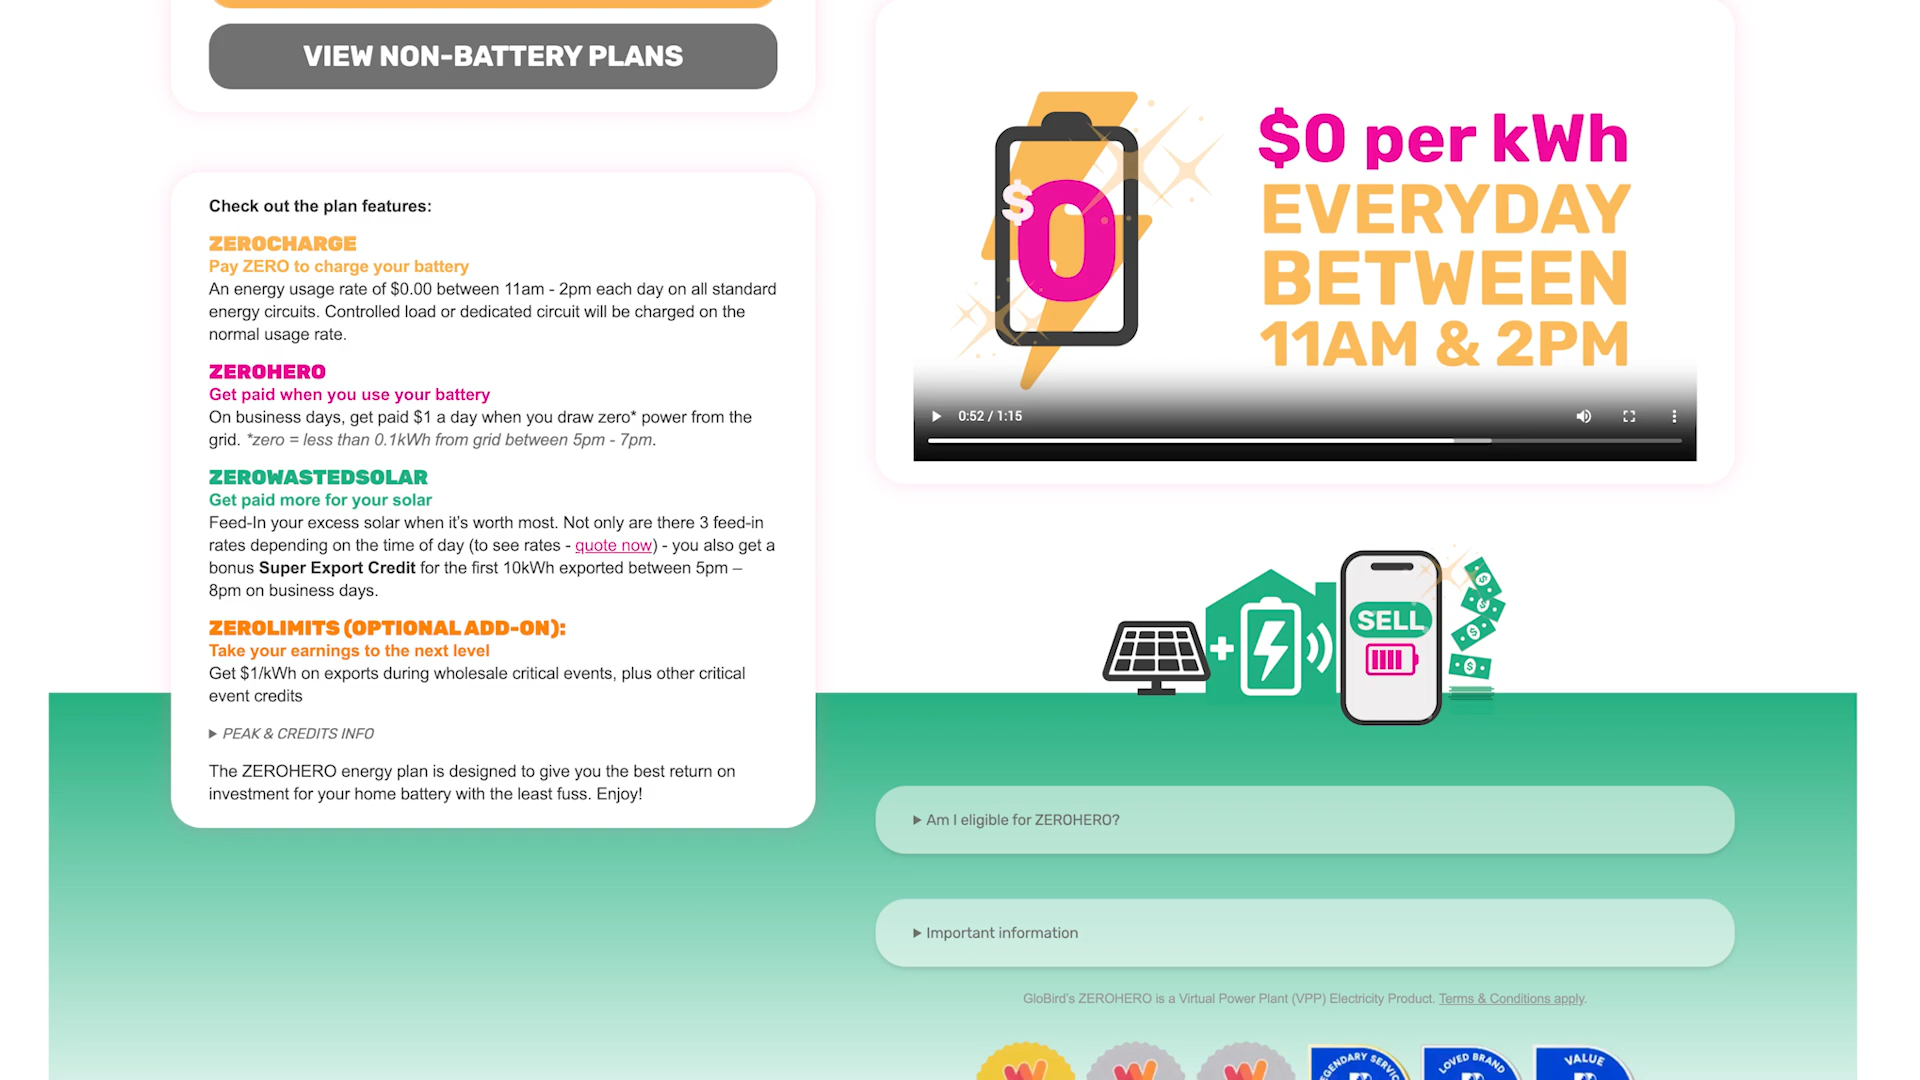 VIEW NON-BATTERY PLANS
Check out the plan features:
ZEROCHARGE
Pay ZERO to charge your battery
An energy usage rate of $0.00 between 11am - 2pm each day on all standard
energy circuits. Controlled load or dedicated circuit will be charged on the
normal usage rate.
ZEROHERO
Get paid when you use your battery
On business days, get paid $1 a day when you draw zero* power from the
grid. *zero = less than 0.1kWh from grid between 5pm - 7pm.
ZEROWASTEDSOLAR
Get paid more for your solar
Feed-In your excess solar when it's worth most. Not only are there 3 feed-in
rates depending on the time of day (to see rates - quote now) - you also get a
bonus Super Export Credit for the first 10kWh exported between 5pm –
8pm on business days.
ZEROLIMITS (OPTIONAL ADD-ON):
Take your earnings to the next level
Get $1/kWh on exports during wholesale critical events, plus other critical
event credits
PEAK & CREDITS INFO
The ZEROHERO energy plan is designed to give you the best return on
investment for your home battery with the least fuss. Enjoy!
$0
$0 per kWh
EVERYDAY
BETWEEN
11AM & 2PM
0:52 / 1:15
SELL
Am I eligible for ZEROHERO?
Important information
GloBird's ZEROHERO is a Virtual Power Plant (VPP) Electricity Product. Terms & Conditions apply.
LOVED BRAND
VALUE